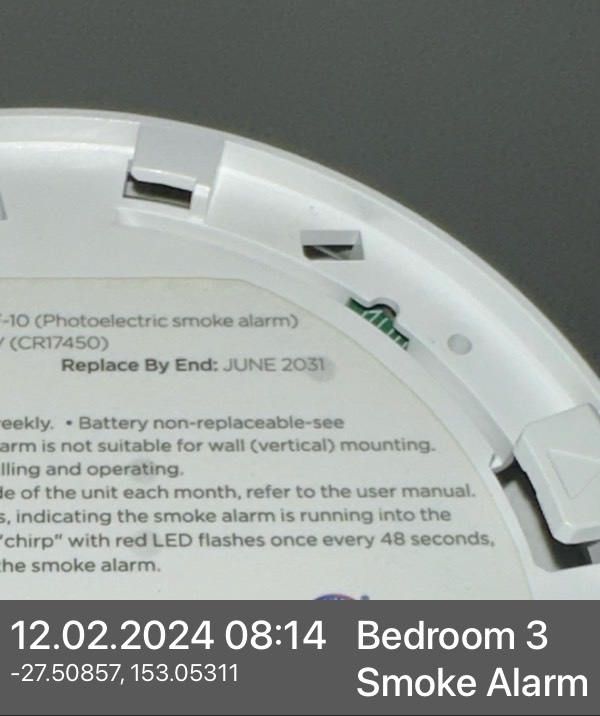 -10 (Photoelectric smoke alarm)
(CR17450)
Replace By End: JUNE 2031
weekly. • Battery non-replaceable-see
alarm is not suitable for wall (vertical) mounting.
lling and operating.
de of the unit each month, refer to the user manual.
s, indicating the smoke alarm is running into the
"chirp" with red LED flashes once every 48 seconds,
the smoke alarm.
12.02.2024 08:14
-27.50857, 153.05311
Bedroom 3
Smoke Alarm